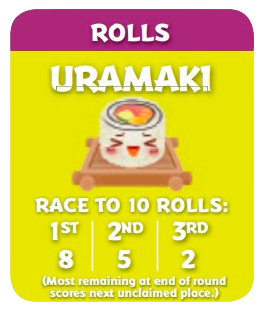 ROLLS
URAMAKI
RACE TO 10 ROLLS:
1ST 2ND 3RD
8 5 2
(Most remaining at end of round
scores next unclaimed place.)